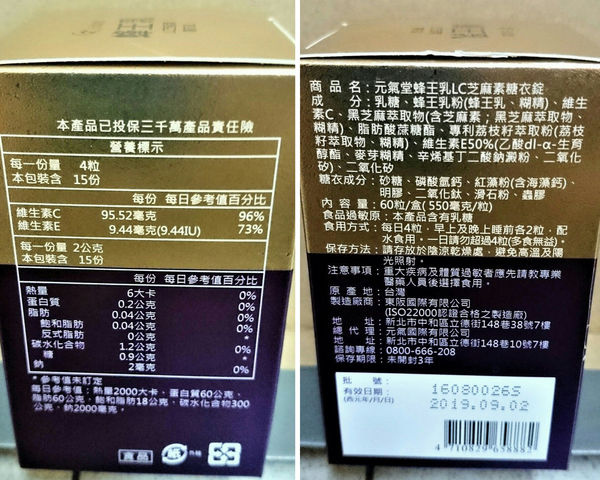 本產品已投保三千萬產品責任險
營養標示
每一份量 4粒
本包裝含 15份
每份 每日參考值百分比
維生素C 95.52毫克 96%
維生素E 9.44毫克(9.44IU) 73%
每一份量 2公克
本包裝含 15份
每份 每日參考值百分比
熱量 6大卡 0%
蛋白質 0.2公克 0%
脂肪 0.04公克 0%
飽和脂肪 0.04公克 0%
反式脂肪 0公克 *
碳水化合物 1.2公克 0%
糖 0.9公克 *
鈉 2毫克 0%
*參考值未訂定
每日參考值：熱量2000大卡、蛋白質60公克、
脂肪60公克、飽和脂肪18公克、碳水化合物300
公克、鈉2000毫克。
食品 紙
商品名稱：元氣堂蜂王乳LC芝麻素糖衣錠
成分：乳糖、蜂王乳粉(蜂王乳、糊精)、維生
素C、黑芝麻萃取物(含芝麻素；黑芝麻萃取物、
糊精)、脂肪酸蔗糖酯、專利荔枝籽萃取粉(荔枝
籽萃取物、糊精)、維生素E50%(乙酸dl-α-生育
醇酯、麥芽糊精、辛烯基丁二酸鈉澱粉、二氧化
矽)、二氧化矽
糖衣成分：砂糖、磷酸氫鈣、紅藻粉(含海藻鈣)、
明膠、二氧化鈦、滑石粉、蟲膠
內容量：60粒/盒(550毫克/粒)
食品過敏原：本產品含有乳糖
食用方式：每日4粒，早上及晚上睡前各2粒，配
水食用。一日請勿超過4粒(多食無益)。
保存方法：請存放於陰涼乾燥處，避免高溫及陽
光照射。
注意事項：重大疾病及體質過敏者應先請教專業
醫藥人員後選擇食用。
原產地：台灣
製造廠商：東阪國際有限公司
(ISO22000認證合格之製造廠)
地址：新北市中和區立德街148巷38號7樓
總代理：元氣國際有限公司
地址：新北市中和區立德街148巷10號7樓
諮詢專線：0800-666-208
保存期限：未開封3年
批號： 16080026S
有效日期： 2019.09.02
(西元年/月/日)
4 710829 658882